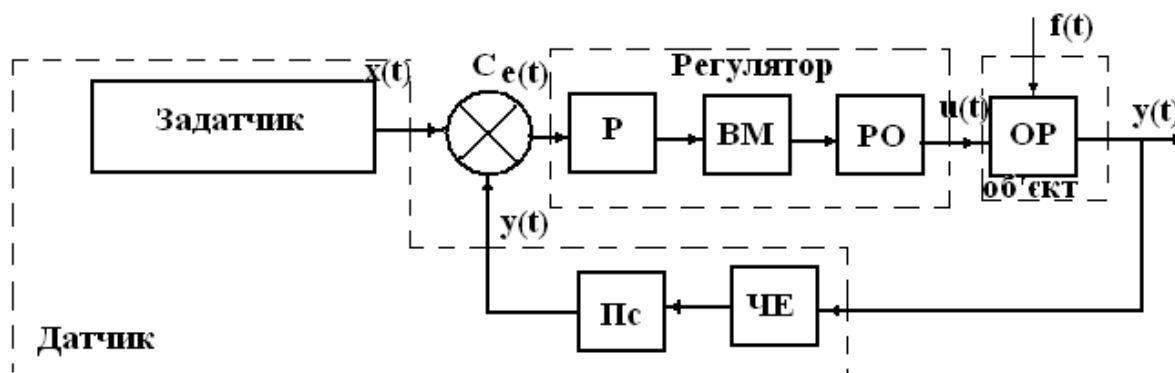 f(t)
x(t)
C
e(t)
Регулятор
Задатчик
Р
ВМ
РО
u(t)
ОР
y(t)
об'єкт
y(t)
Пс
ЧЕ
Датчик